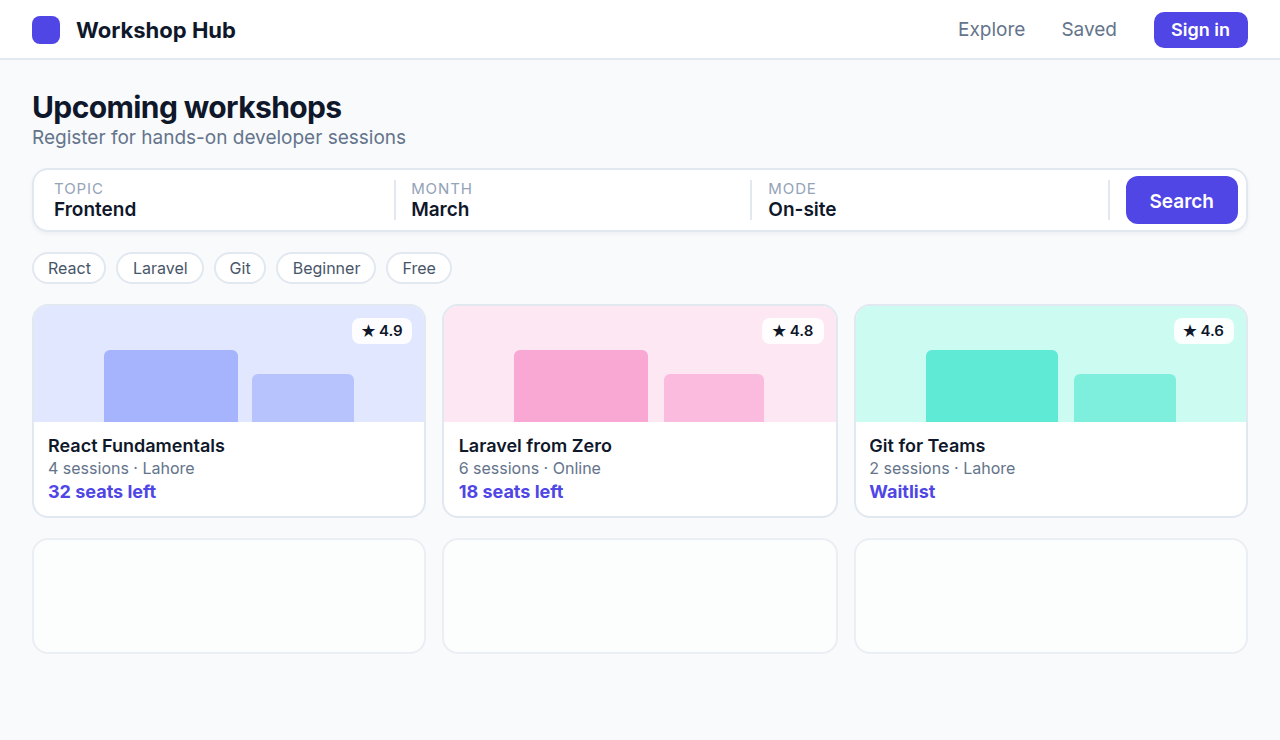 Workshop Hub
Explore
Saved
Sign in
Upcoming workshops
Register for hands-on developer sessions
TOPIC
Frontend
MONTH
March
MODE
On-site
Search
React
Laravel
Git
Beginner
Free
★ 4.9
React Fundamentals
4 sessions · Lahore
32 seats left
★ 4.8
Laravel from Zero
6 sessions · Online
18 seats left
★ 4.6
Git for Teams
2 sessions · Lahore
Waitlist